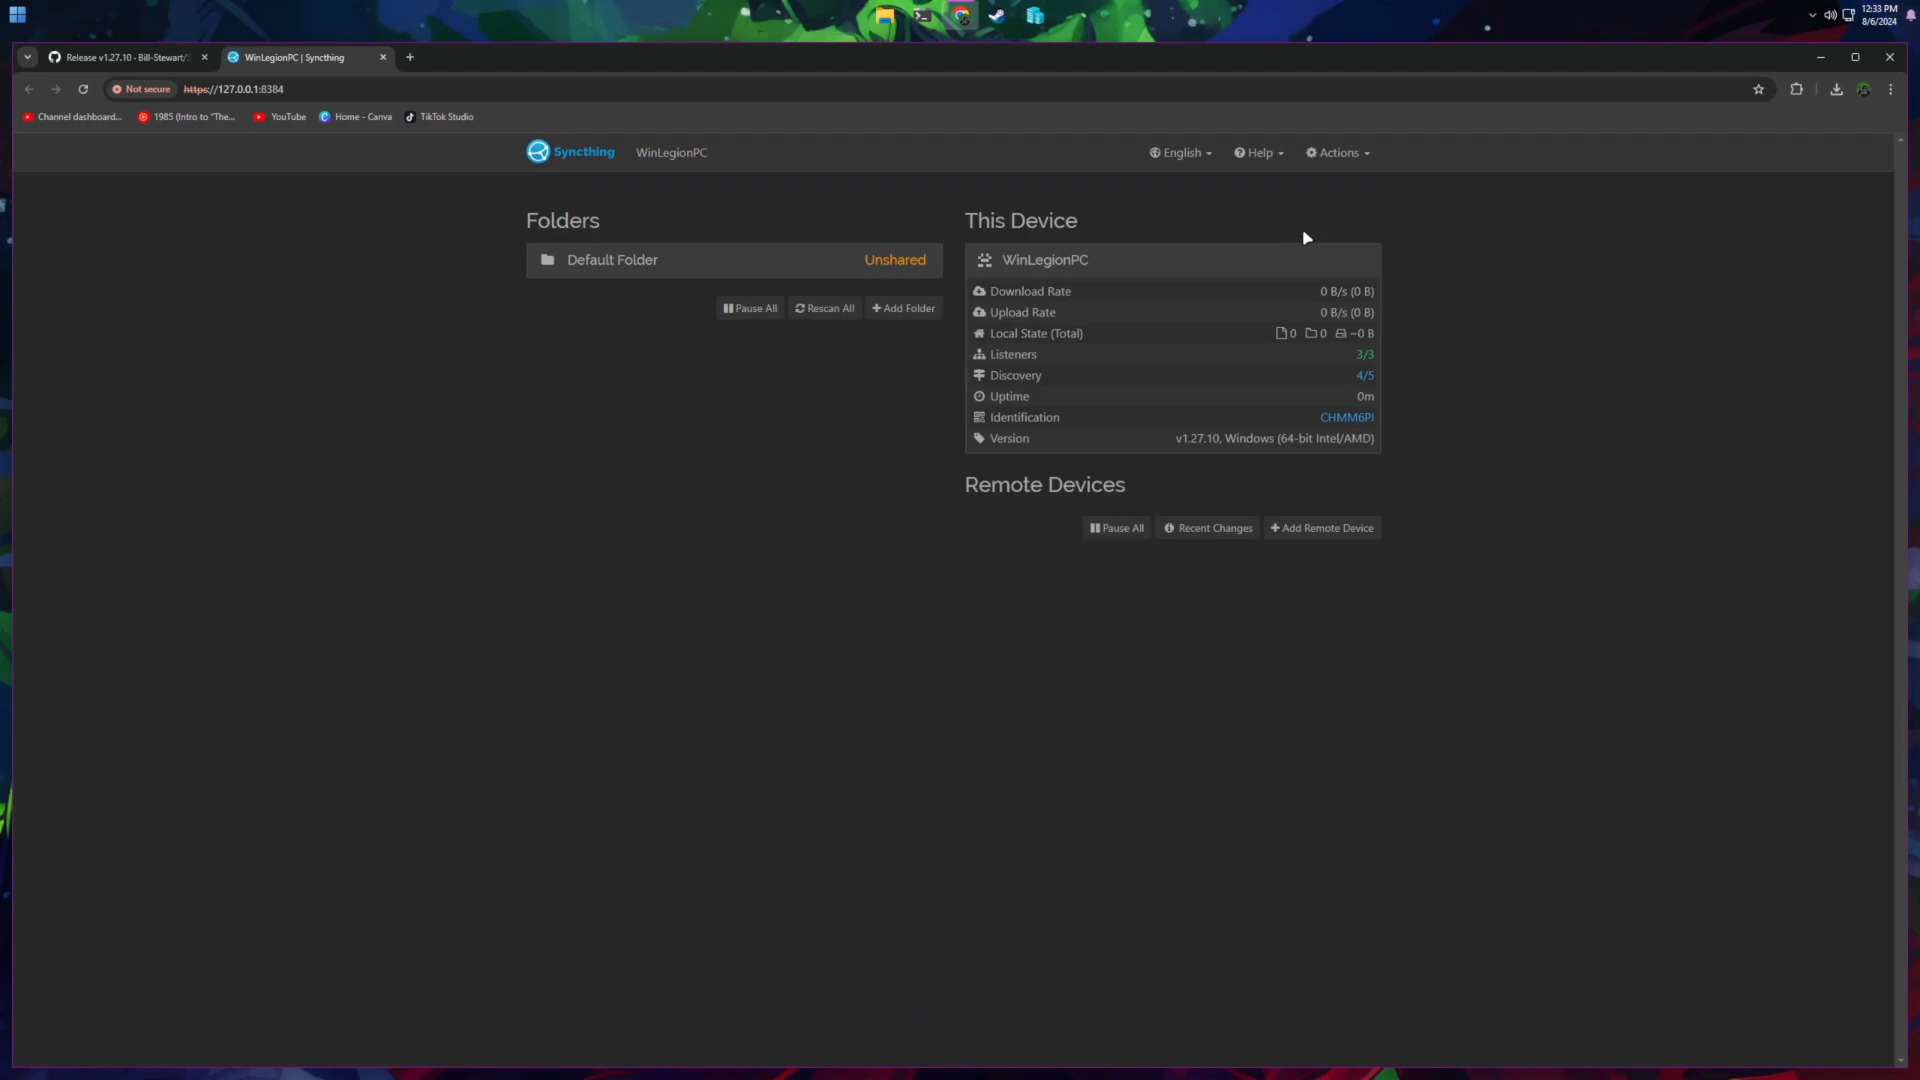 12:33 PM
8/6/2024
Release v1.27.10 · Bill-Stewart/S
WinLegionPC | Syncthing
Not secure
https://127.0.0.1:8384
Channel dashboard...
1985 (Intro to "The...
YouTube
Home - Canva
TikTok Studio
Syncthing
WinLegionPC
English
Help
Actions
Folders
Default Folder
Unshared
Pause All
Rescan All
Add Folder
This Device
WinLegionPC
Download Rate 0 B/s (0 B)
Upload Rate 0 B/s (0 B)
Local State (Total) 0 0 ~0 B
Listeners 3/3
Discovery 4/5
Uptime 0m
Identification CHMM6PI
Version v1.27.10, Windows (64-bit Intel/AMD)
Remote Devices
Pause All
Recent Changes
Add Remote Device